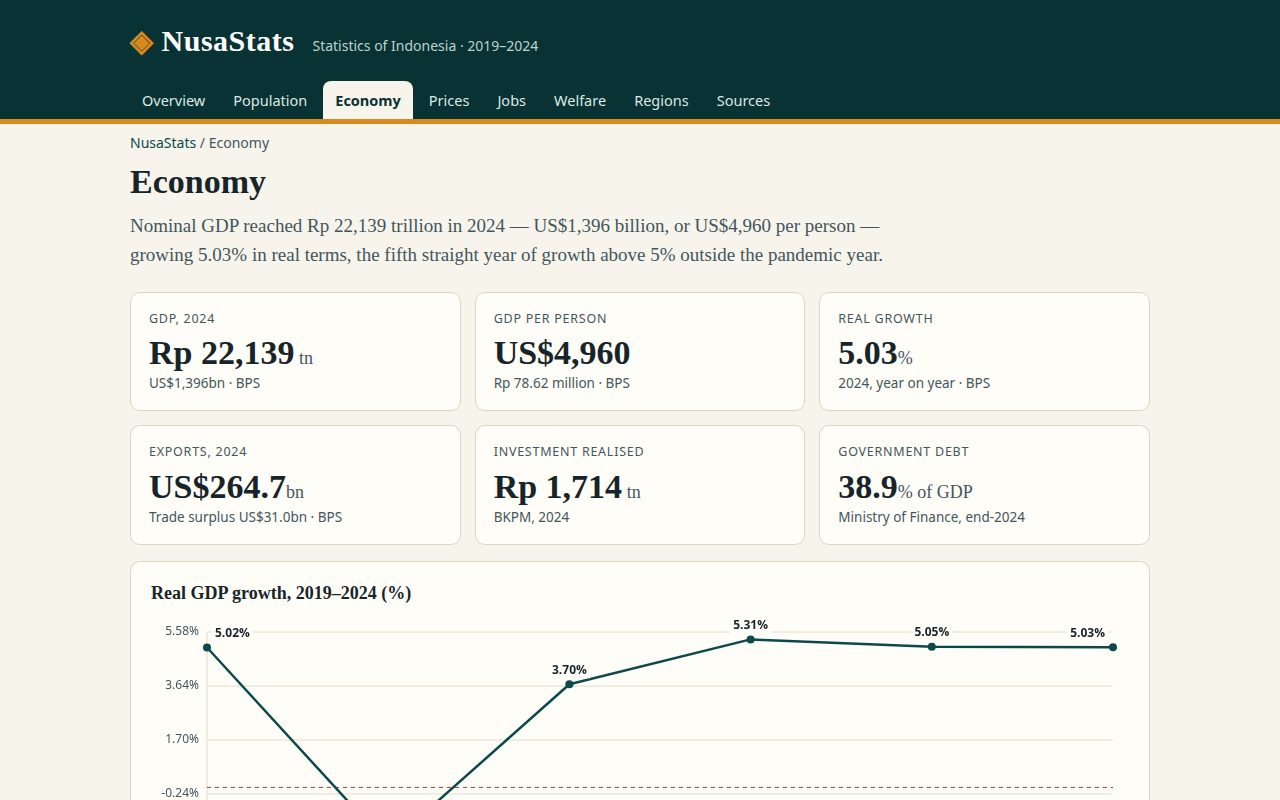 NusaStats Statistics of Indonesia · 2019–2024
Overview Population Economy Prices Jobs Welfare Regions Sources
NusaStats / Economy
Economy
Nominal GDP reached Rp 22,139 trillion in 2024 — US$1,396 billion, or US$4,960 per person —
growing 5.03% in real terms, the fifth straight year of growth above 5% outside the pandemic year.
GDP, 2024
Rp 22,139 tn
US$1,396bn · BPS
GDP PER PERSON
US$4,960
Rp 78.62 million · BPS
REAL GROWTH
5.03%
2024, year on year · BPS
EXPORTS, 2024
US$264.7bn
Trade surplus US$31.0bn · BPS
INVESTMENT REALISED
Rp 1,714 tn
BKPM, 2024
GOVERNMENT DEBT
38.9% of GDP
Ministry of Finance, end-2024
Real GDP growth, 2019–2024 (%)
5.58%
3.64%
1.70%
-0.24%
5.02%
3.70%
5.31%
5.05%
5.03%